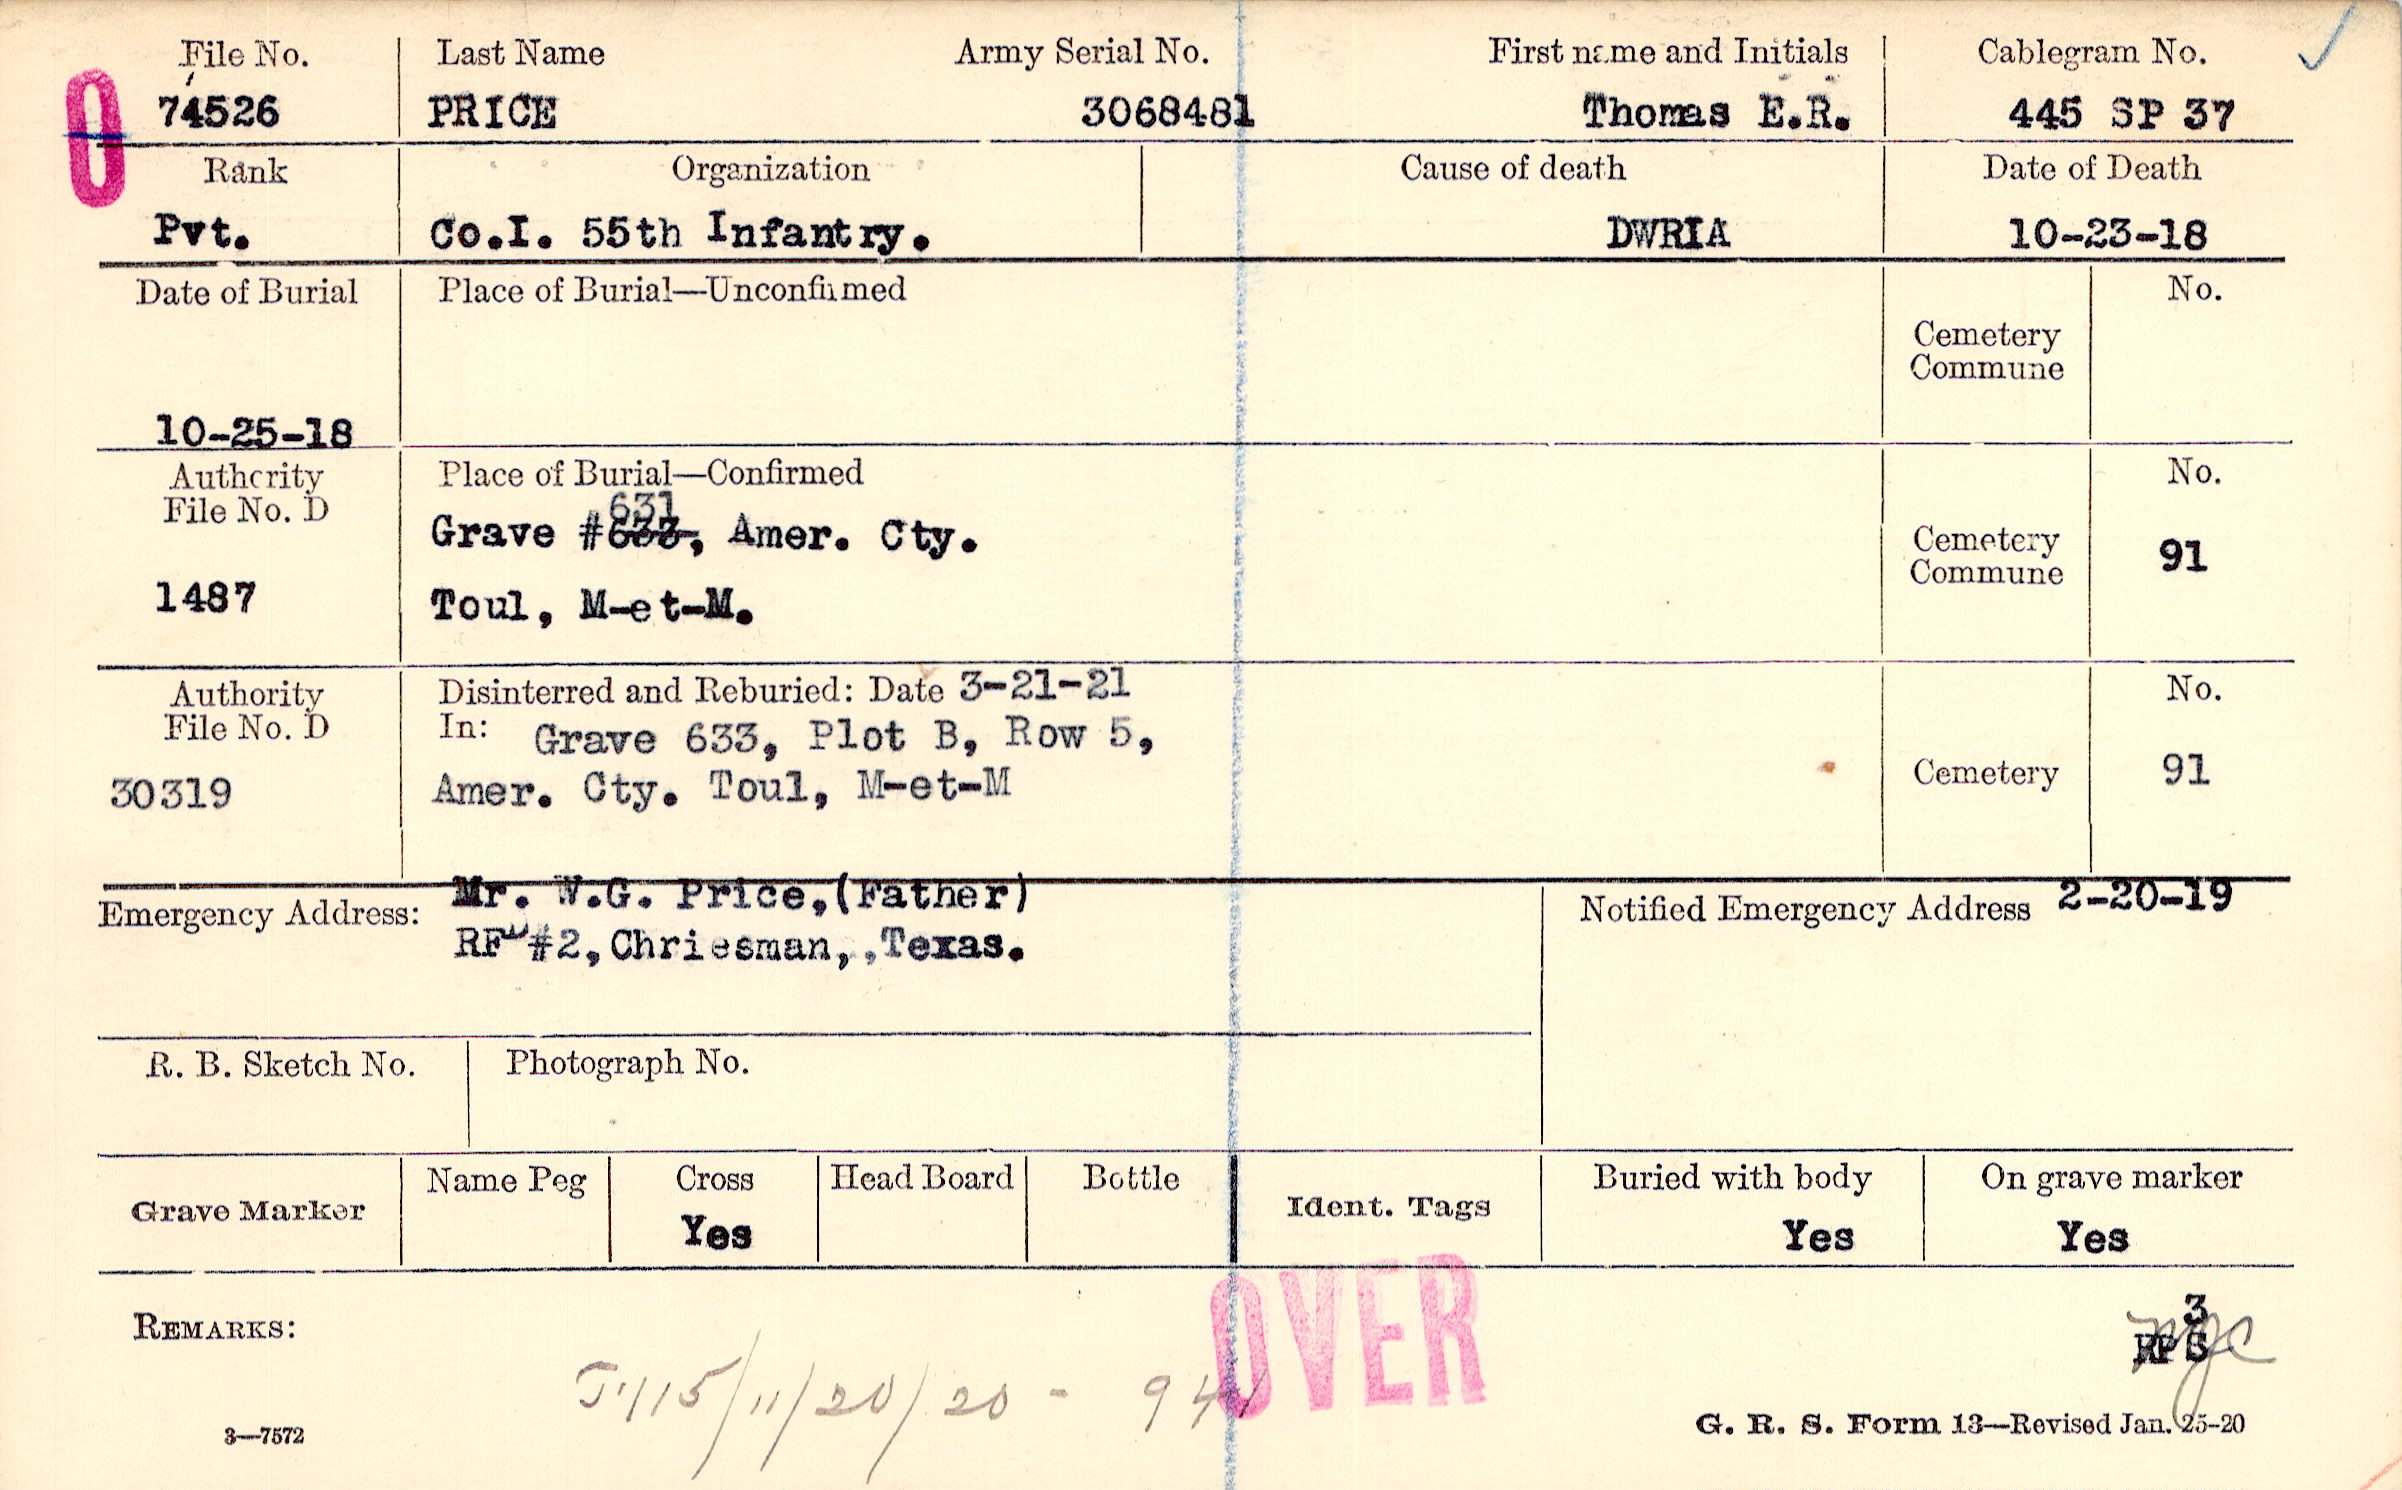 File No. Last Name Army Serial No. First name and Initials Cablegram No.
74526 PRICE 3068481 Thomas E.R. 445 SP 37
O
Rank Organization Cause of death Date of Death
Pvt. Co.I. 55th Infantry. DWRIA 10-23-18
Date of Burial Place of Burial—Unconfirmed No.
Cemetery
Commune
10-25-18
Authority Place of Burial—Confirmed No.
File No. D
631
Grave #633, Amer. Cty.
Cemetery
Commune 91
1487 Toul, M-et-M.
Authority Disinterred and Reburied: Date 3-21-21 No.
File No. D In: Grave 633, Plot B, Row 5,
30319 Amer. Cty. Toul, M-et-M Cemetery 91
Emergency Address: Mr. W.G. Price,(Father) Notified Emergency Address 2-20-19
RFD #2,Chriesman,,Texas.
R. B. Sketch No. Photograph No.
Grave Marker Name Peg Cross Head Board Bottle Ident. Tags Buried with body On grave marker
Yes Yes Yes
OVER
REMARKS:
3
RPS
/11/20/20 -
3—7572 G. R. S. Form 13—Revised Jan. 25-20